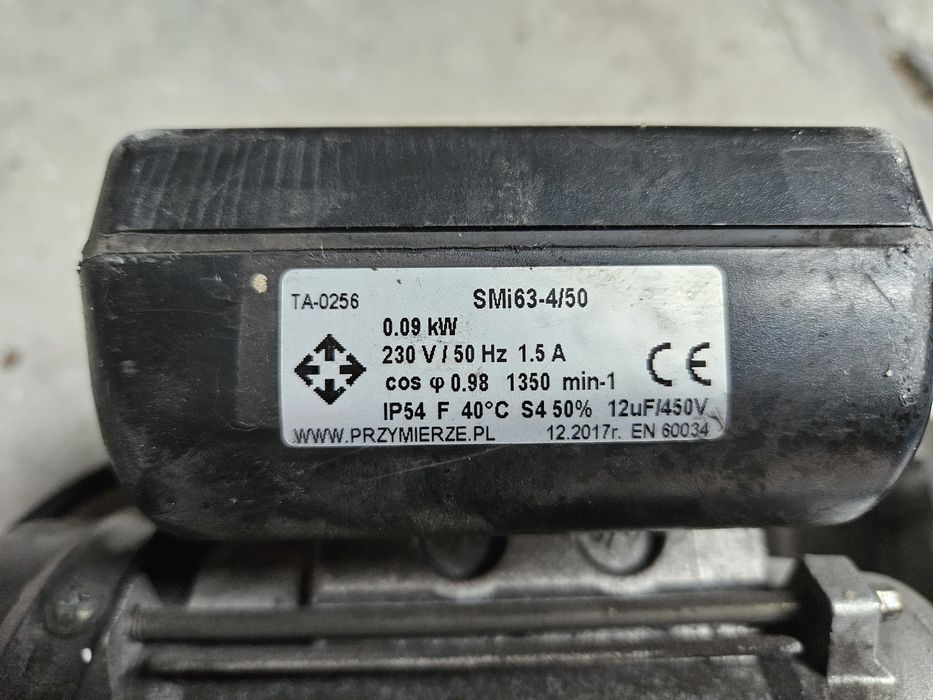 TA-0256 SMi63-4/50
0.09 kW
230 V / 50 Hz 1.5 A
cos φ 0.98 1350 min-1
CE
IP54 F 40°C S4 50% 12uF/450V
WWW.PRZYMIERZE.PL 12.2017r. EN 60034